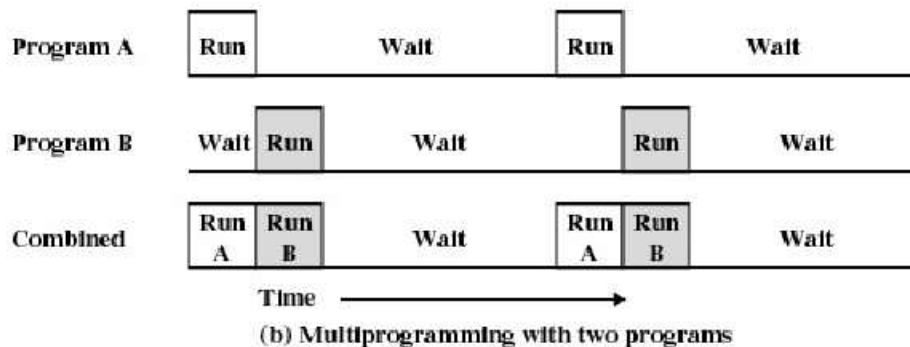 Program A Run Wait Run Wait
Program B Wait Run Wait Run Wait
Combined Run A Run B Wait Run A Run B Wait
Time
(b) Multiprogramming with two programs